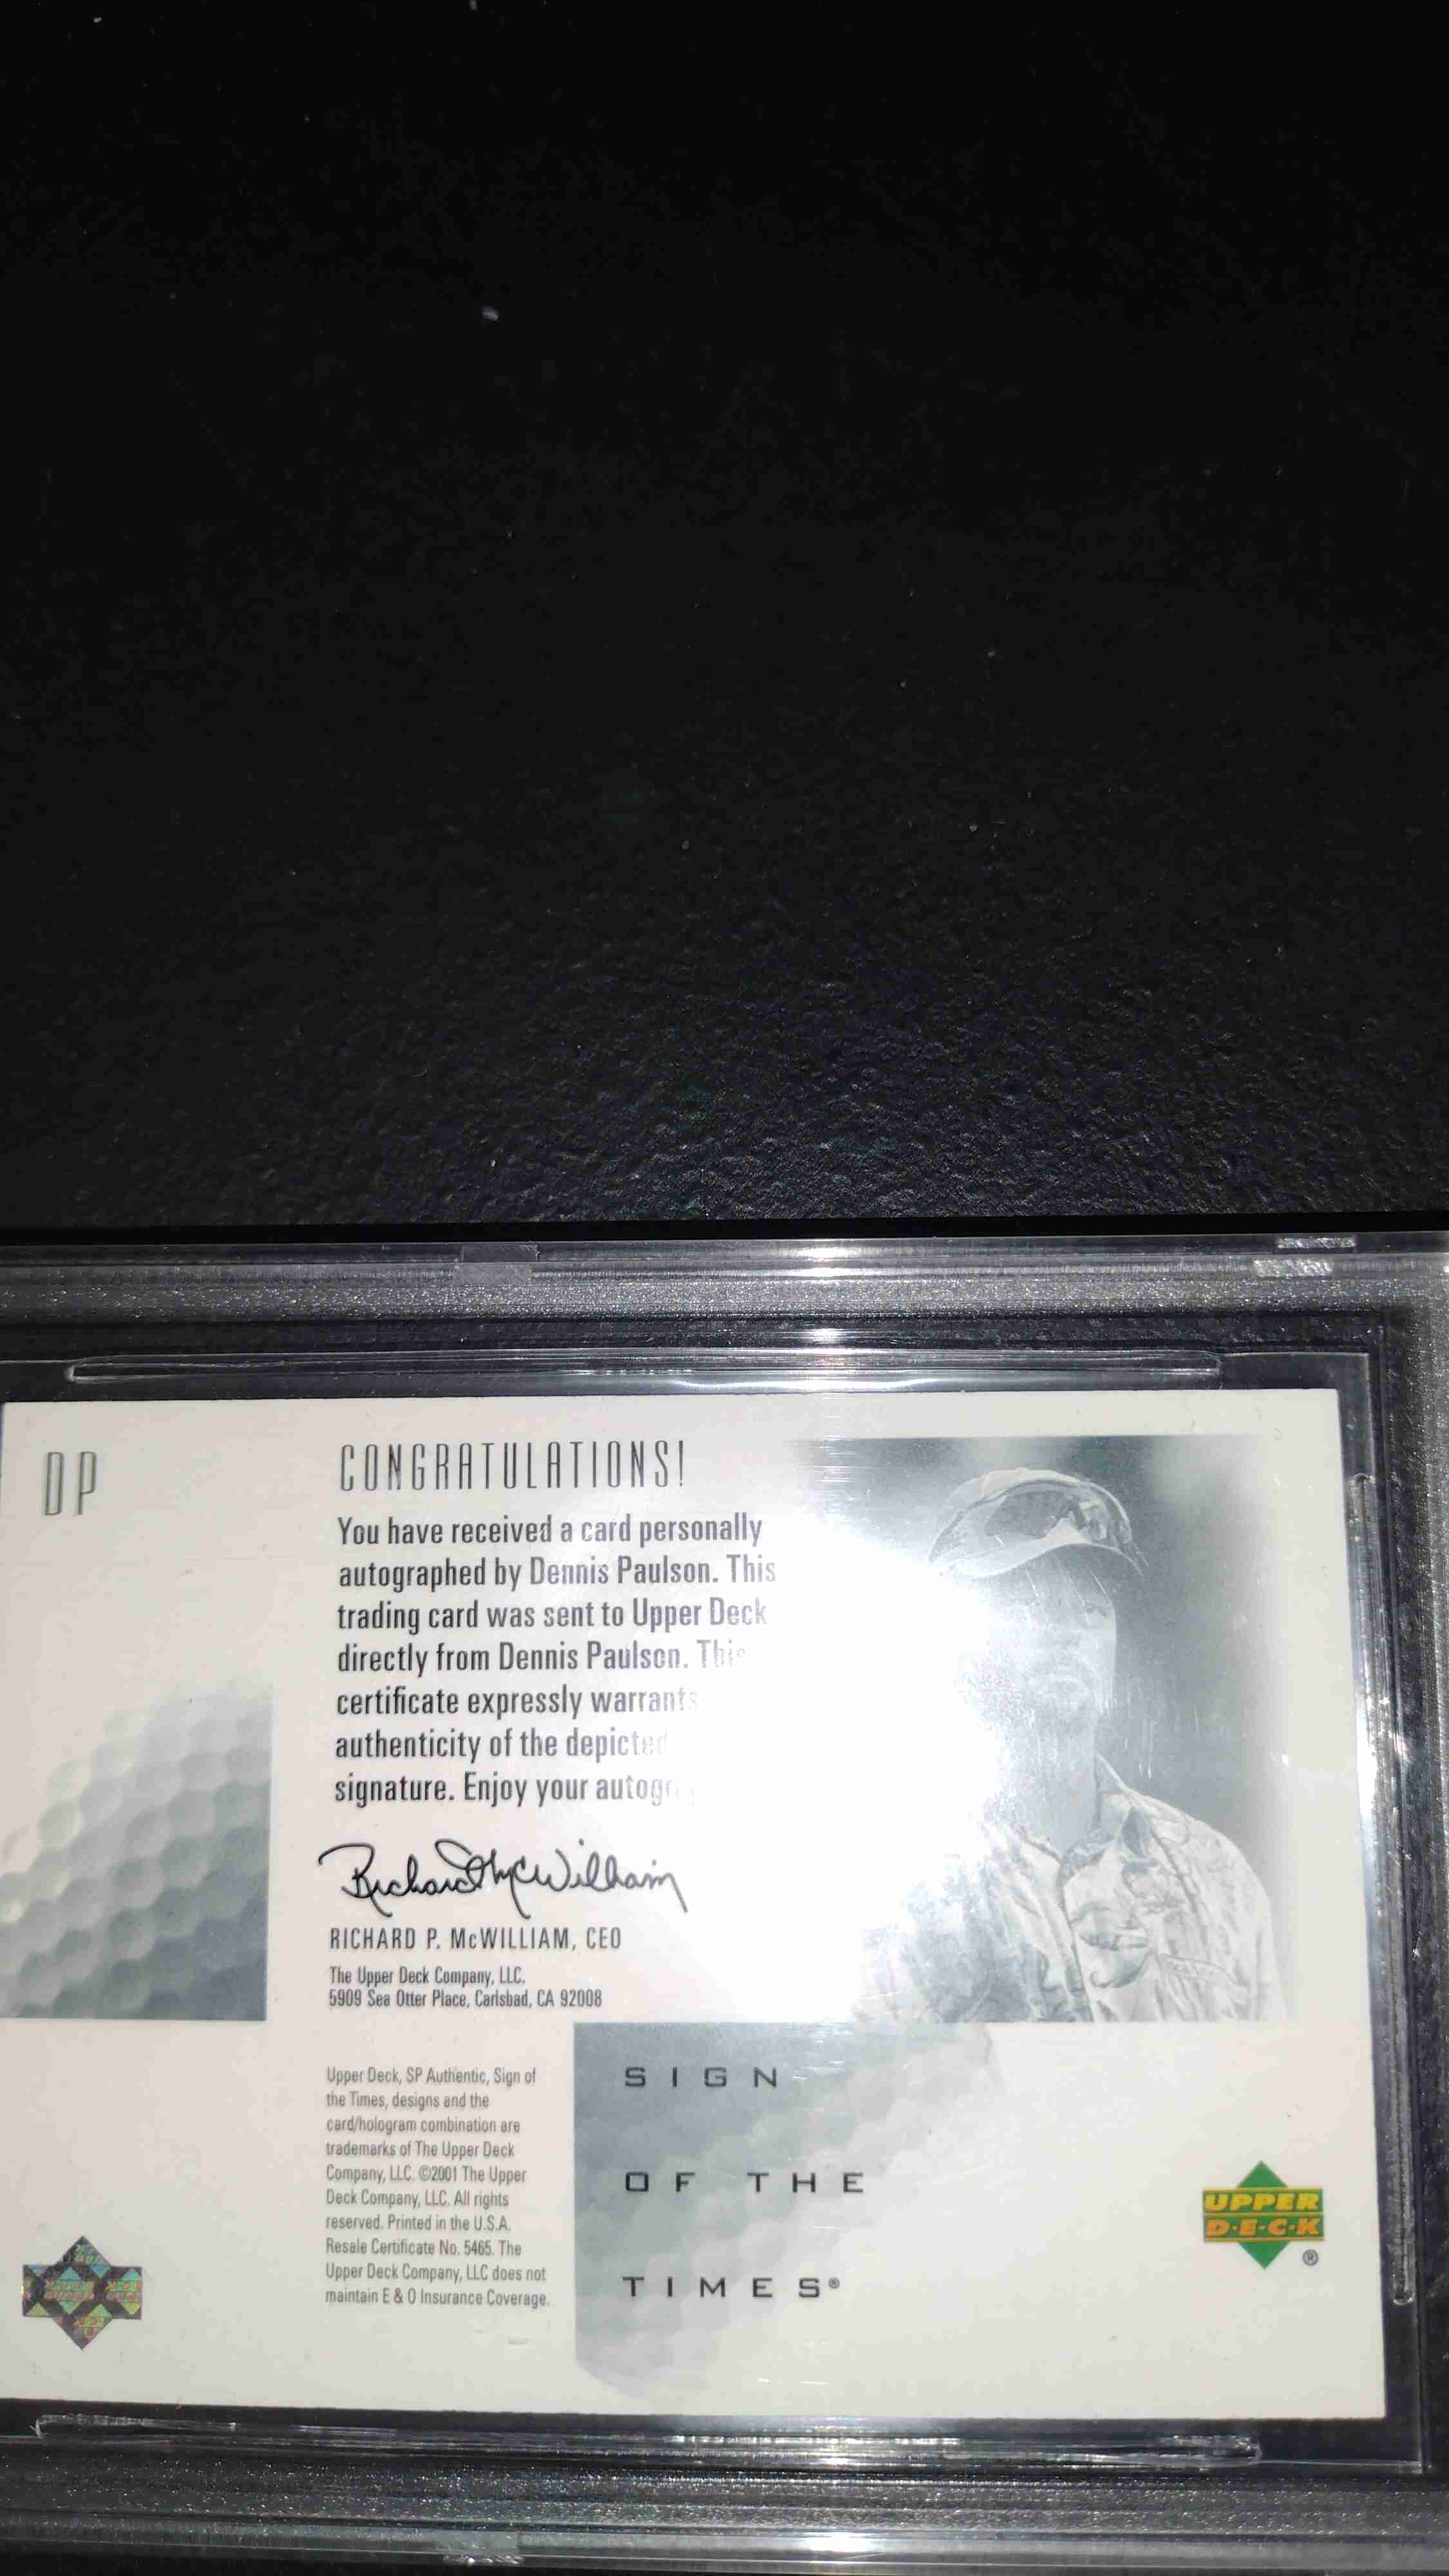 DP
CONGRATULATIONS!
You have received a card personally
autographed by Dennis Paulson. This
trading card was sent to Upper Deck
directly from Dennis Paulson. This
certificate expressly warrants
authenticity of the depicted
signature. Enjoy your
Richard McWilliam
RICHARD P. McWILLIAM, CEO
The Upper Deck Company, LLC.
5909 Sea Otter Place, Carlsbad, CA 92008
Upper Deck, SP Authentic, Sign of
the Times, designs and the
card/hologram combination are
trademarks of The Upper Deck
Company, LLC. ©2001 The Upper
Deck Company, LLC. All rights
reserved. Printed in the U.S.A.
Resale Certificate No. 5465. The
Upper Deck Company, LLC does not
maintain E & O Insurance Coverage.
SIGN
OF THE
TIMES®
UPPER
D·E·C·K
®